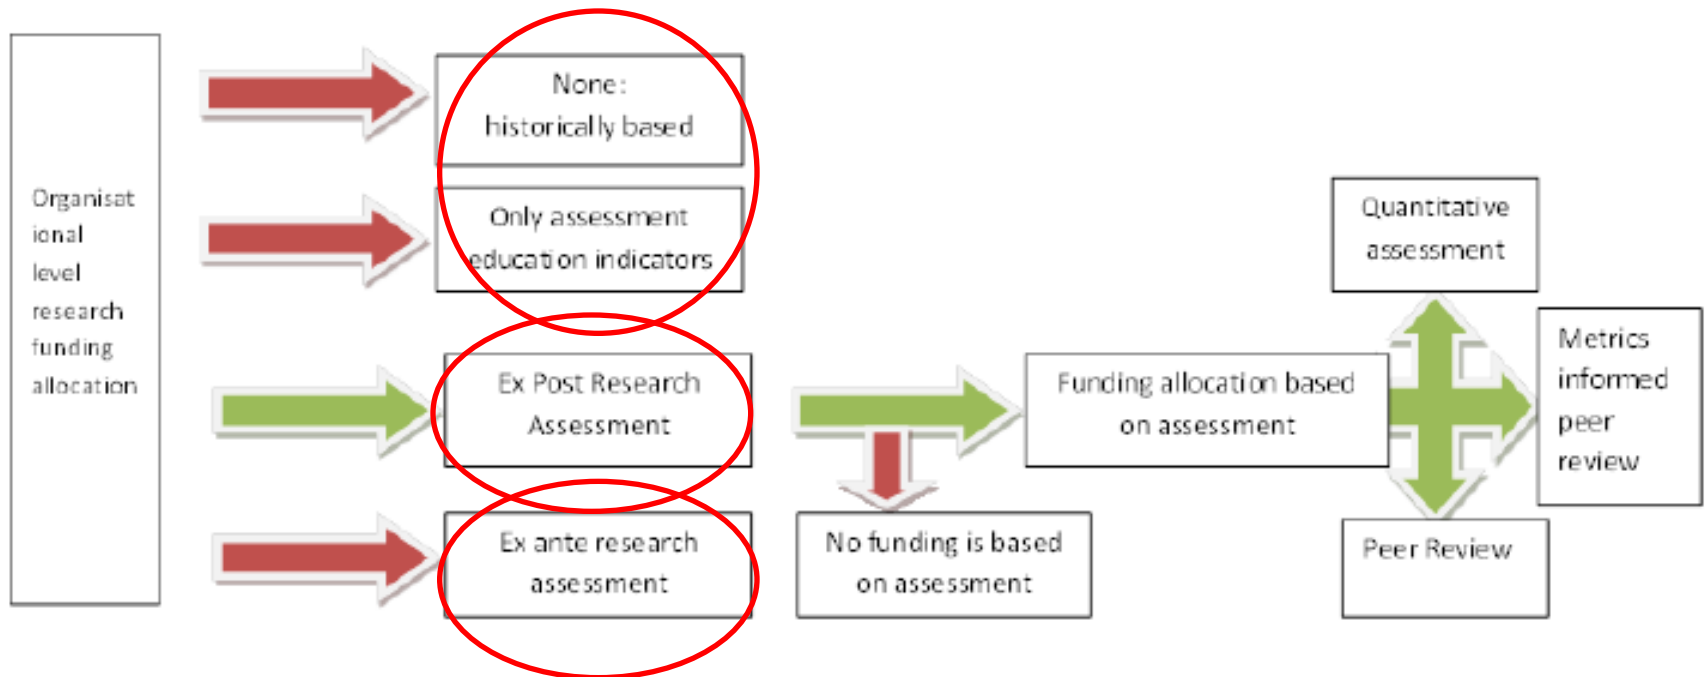 Organisat
ional
level
research
funding
allocation
None:
historically based
Only assessment
education indicators
Ex Post Research
Assessment
Ex ante research
assessment
Funding allocation based
on assessment
No funding is based
on assessment
Quantitative
assessment
Metrics
informed
peer
review
Peer Review